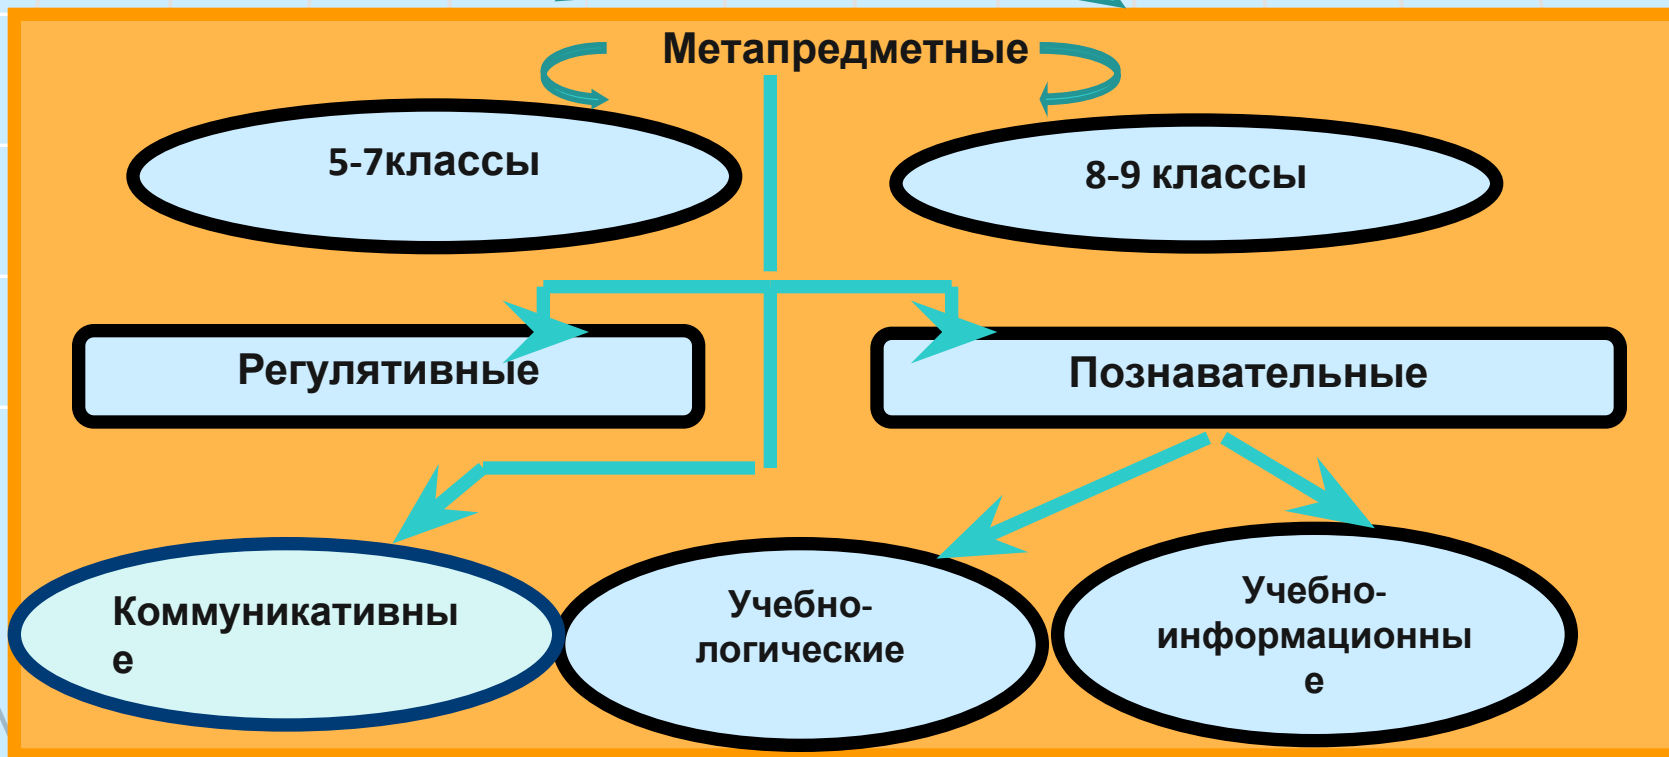 Метапредметные
5-7классы
8-9 классы
Регулятивные
Познавательные
Коммуникативны
е
Учебно-
логические
Учебно-
информационны
е